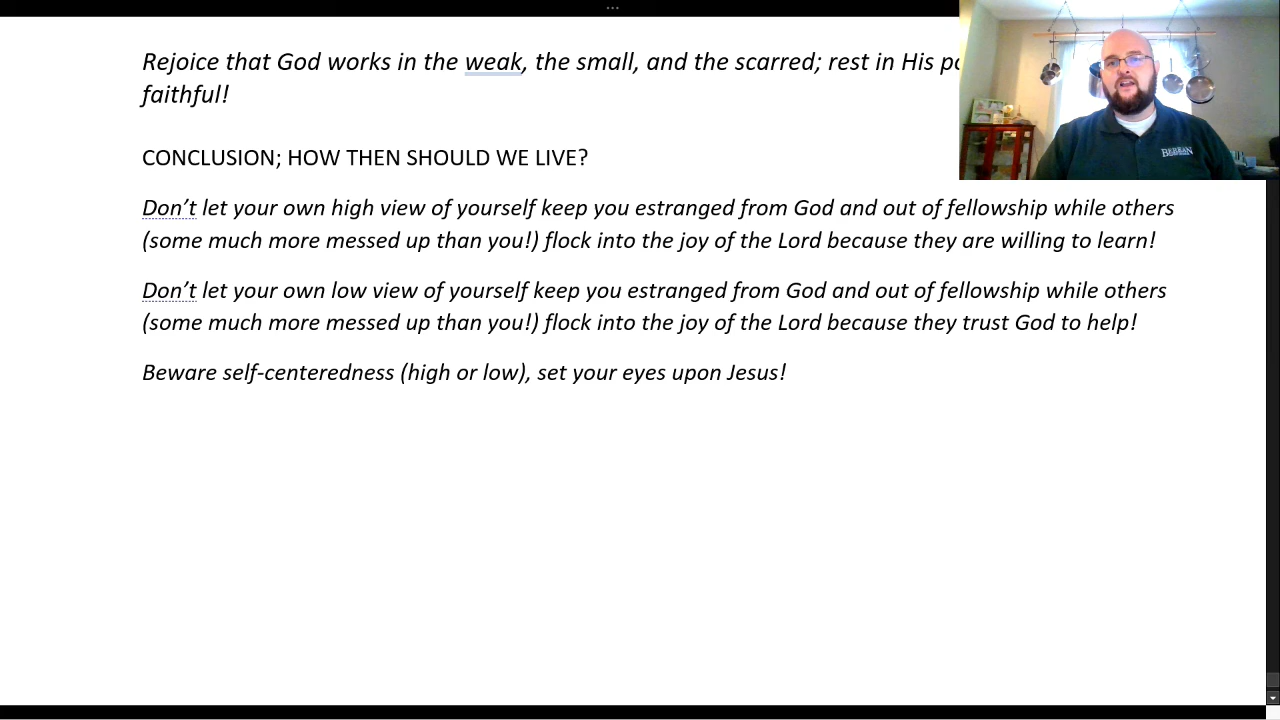 Rejoice that God works in the weak, the small, and the scarred; rest in His
faithful!
CONCLUSION; HOW THEN SHOULD WE LIVE?
Don’t let your own high view of yourself keep you estranged from God and out of fellowship while others
(some much more messed up than you!) flock into the joy of the Lord because they are willing to learn!
Don’t let your own low view of yourself keep you estranged from God and out of fellowship while others
(some much more messed up than you!) flock into the joy of the Lord because they trust God to help!
Beware self-centeredness (high or low), set your eyes upon Jesus!
BEREAN